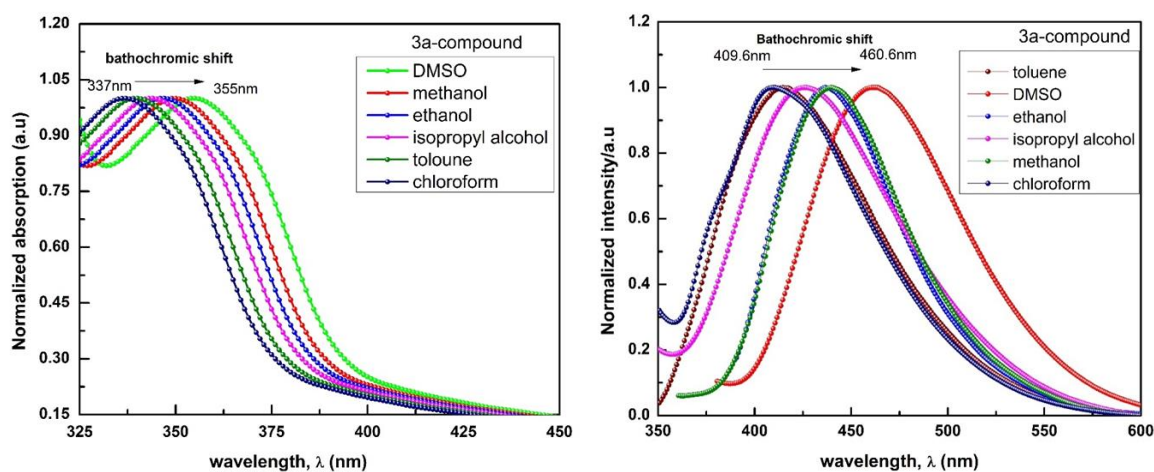 3a-compound
bathochromic shift
337nm
355nm
DMSO
methanol
ethanol
isopropyl alcohol
toloune
chloroform
Normalized absorption (a.u)
1.20
1.05
0.90
0.75
0.60
0.45
0.30
0.15
325 350 375 400 425 450
wavelength, λ (nm)
3a-compound
Bathochromic shift
409.6nm
460.6nm
toluene
DMSO
ethanol
isopropyl alcohol
methanol
chloroform
Normalized intensity/a.u
1.2
1.0
0.8
0.6
0.4
0.2
0.0
350 400 450 500 550 600
wavelength, λ (nm)